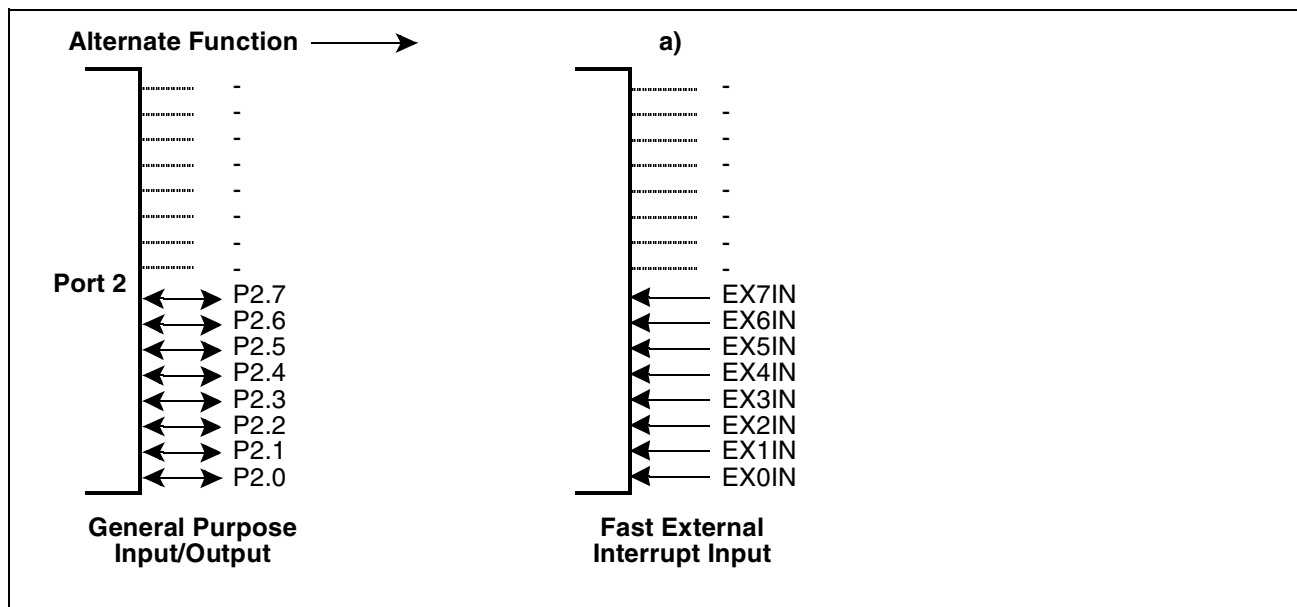 Alternate Function a)
- -
- -
- -
- -
- -
- -
- -
- -
Port 2
P2.7 EX7IN
P2.6 EX6IN
P2.5 EX5IN
P2.4 EX4IN
P2.3 EX3IN
P2.2 EX2IN
P2.1 EX1IN
P2.0 EX0IN
General Purpose Fast External
Input/Output Interrupt Input